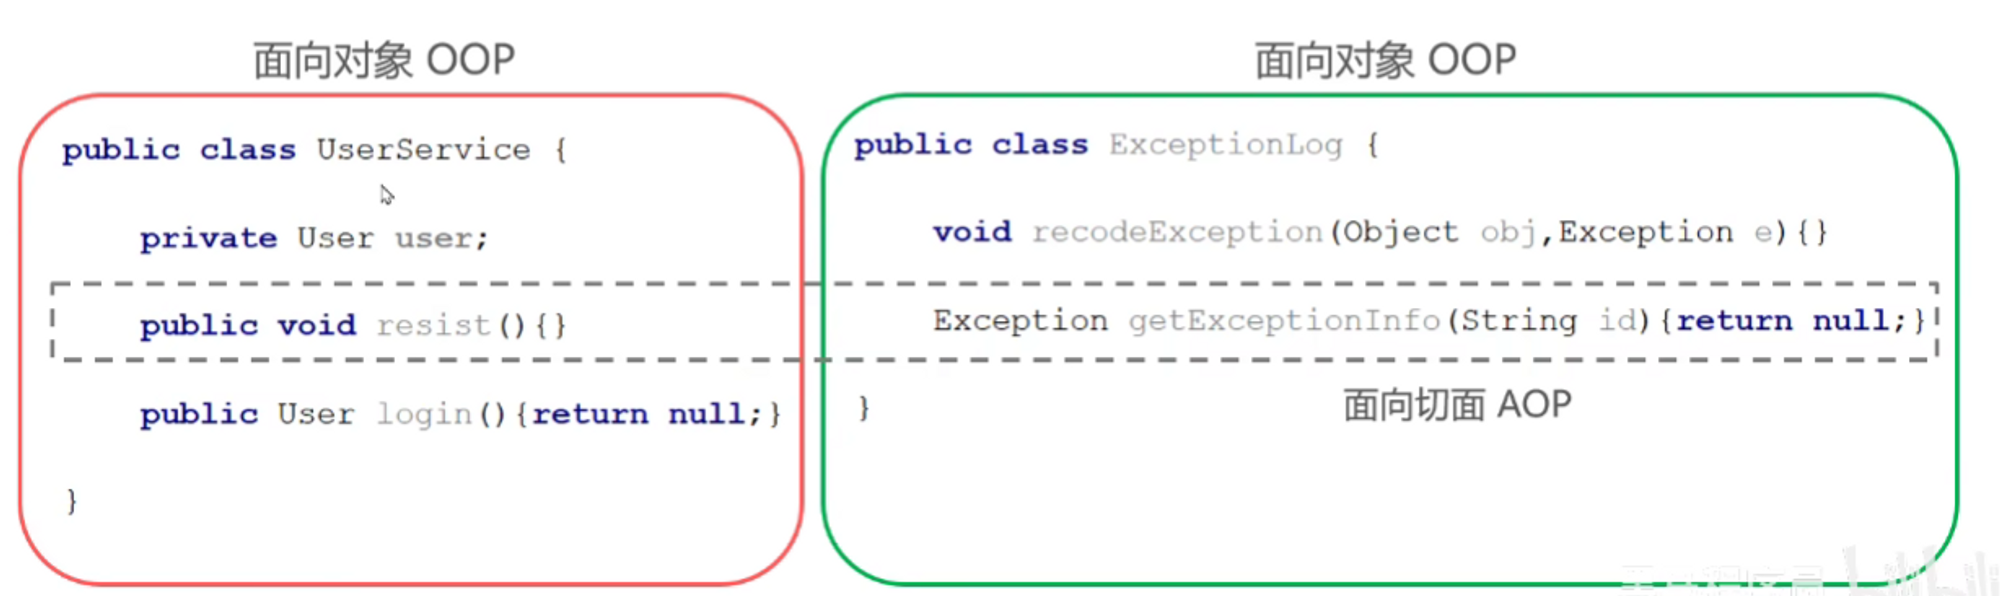 面向对象 OOP
public class UserService {
private User user;
public void resist(){}
public User login(){return null;}
}
面向对象 OOP
public class ExceptionLog {
void recodeException(Object obj,Exception e){}
Exception getExceptionInfo(String id){return null;}
}
面向切面 AOP